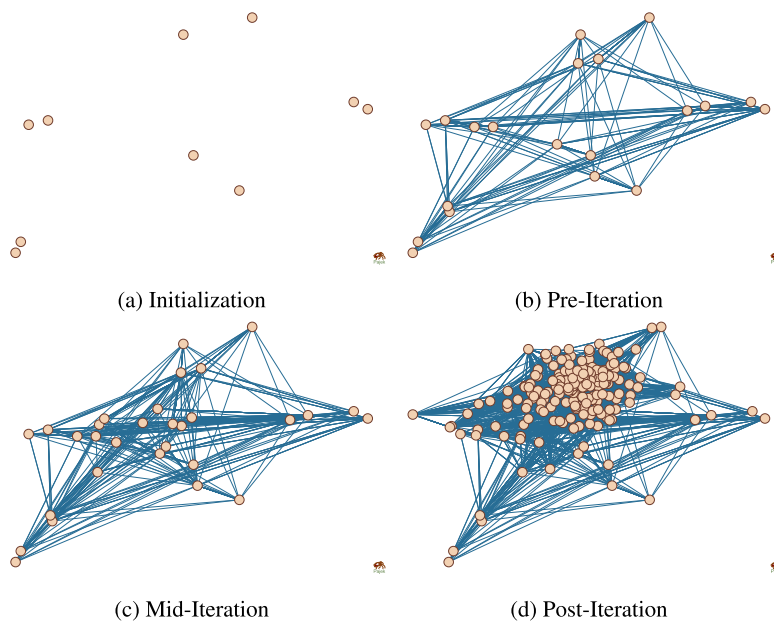 (a) Initialization
(b) Pre-Iteration
(c) Mid-Iteration
(d) Post-Iteration